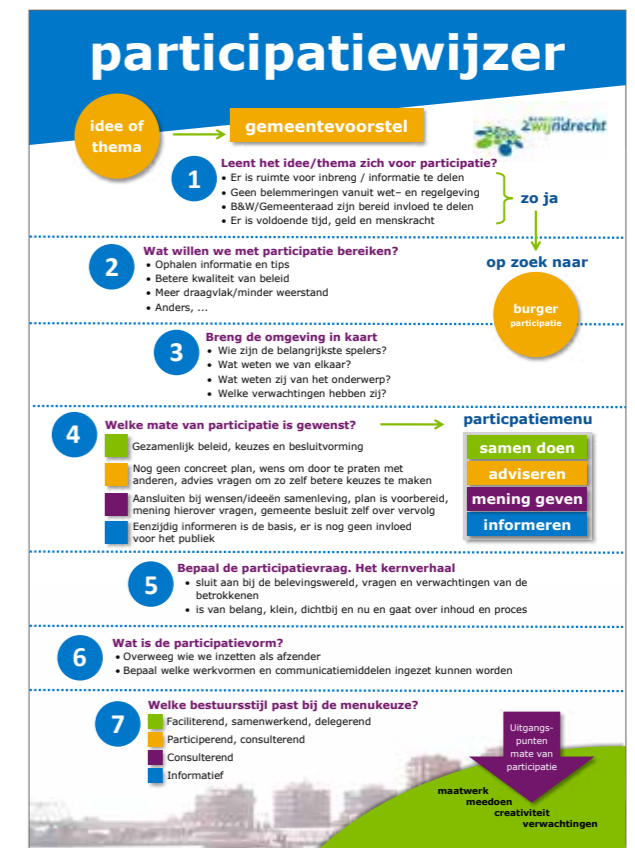 participatiewijzer
idee of
thema
gemeentevoorstel
Zwijndrecht
1
Leent het idee/thema zich voor participatie?
• Er is ruimte voor inbreng / informatie te delen
• Geen belemmeringen vanuit wet– en regelgeving
• B&W/Gemeenteraad zijn bereid invloed te delen
• Er is voldoende tijd, geld en menskracht
zo ja
2
Wat willen we met participatie bereiken?
• Ophalen informatie en tips
• Betere kwaliteit van beleid
• Meer draagvlak/minder weerstand
• Anders, ...
op zoek naar
burger
participatie
3
Breng de omgeving in kaart
• Wie zijn de belangrijkste spelers?
• Wat weten we van elkaar?
• Wat weten zij van het onderwerp?
• Welke verwachtingen hebben zij?
4
Welke mate van participatie is gewenst?
Gezamenlijk beleid, keuzes en besluitvorming
Nog geen concreet plan, wens om door te praten met
anderen, advies vragen om zo zelf betere keuzes te maken
Aansluiten bij wensen/ideeën samenleving, plan is voorbereid,
mening hierover vragen, gemeente besluit zelf over vervolg
Eenzijdig informeren is de basis, er is nog geen invloed
voor het publiek
particpatiemenu
samen doen
adviseren
mening geven
informeren
5
Bepaal de participatievraag. Het kernverhaal
• sluit aan bij de belevingswereld, vragen en verwachtingen van de
betrokkenen
• is van belang, klein, dichtbij en nu en gaat over inhoud en proces
6
Wat is de participatievorm?
• Overweeg wie we inzetten als afzender
• Bepaal welke werkvormen en communicatiemiddelen ingezet kunnen worden
7
Welke bestuursstijl past bij de menukeuze?
Faciliterend, samenwerkend, delegerend
Participerend, consulterend
Consulterend
Informatief
Uitgangs-
punten
mate van
participatie
maatwerk
meedoen
creativiteit
verwachtingen